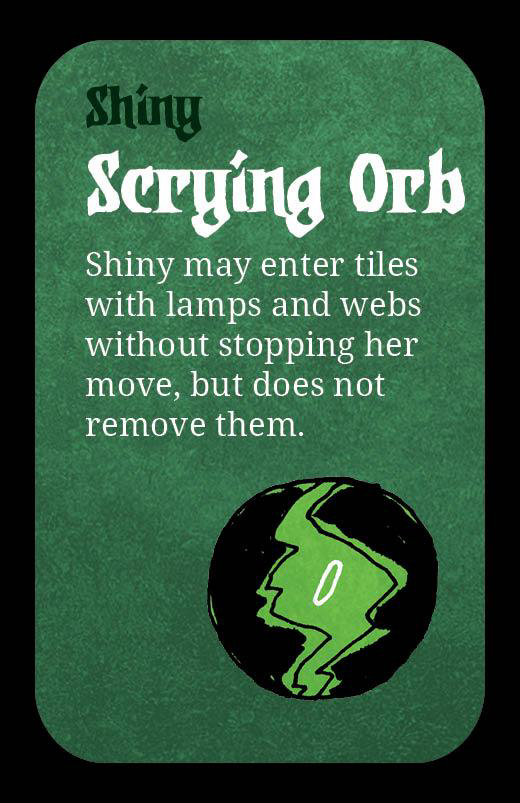 Shiny
Scrying Orb
Shiny may enter tiles
with lamps and webs
without stopping her
move, but does not
remove them.
0